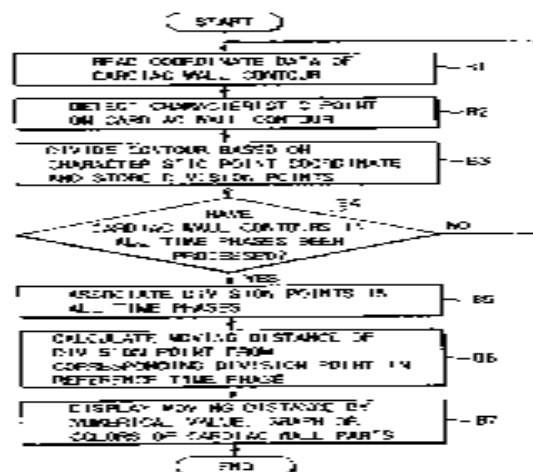 START
READ COORDINATE DATA OF
CARDIAC WALL CONTOUR
S1
DETECT CHARACTERISTIC POINT
ON CARDIAC WALL CONTOUR
S2
DIVIDE CONTOUR BASED ON
CHARACTERISTIC POINT COORDINATE
AND STORE DIVISION POINTS
S3
S4
HAVE
CARDIAC WALL CONTOURS IN
ALL TIME PHASES BEEN
PROCESSED?
NO
YES
ASSOCIATE DIVISION POINTS IN
ALL TIME PHASES
S5
CALCULATE MOVING DISTANCE OF
DIVISION POINT FROM
CORRESPONDING DIVISION POINT IN
REFERENCE TIME PHASE
S6
DISPLAY MOVING DISTANCE BY
NUMERICAL VALUE, GRAPH OR
COLORS OF CARDIAC WALL PARTS
S7
END